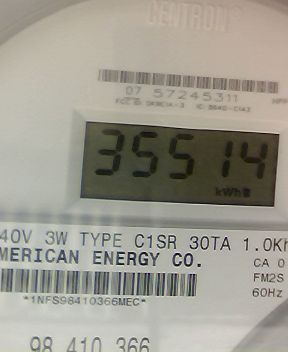 CENTRON®
07 57245311
35514
kWh
40V 3W TYPE C1SR 30TA 1.0Kh
MERICAN ENERGY CO.
CA 0
FM2S
60Hz
*1NFS98410366MEC*
98 410 366